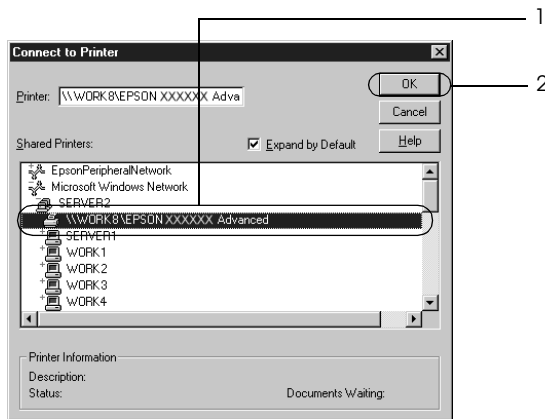 1
Connect to Printer
Printer: \\WORK8\EPSON XXXXXX Adva
OK
2
Cancel
Shared Printers:
Expand by Default
Help
EpsonPeripheralNetwork
Microsoft Windows Network
SERVER2
\\WORK8\EPSON XXXXXX Advanced
SERVER1
WORK1
WORK2
WORK3
WORK4
Printer Information
Description:
Status:
Documents Waiting: